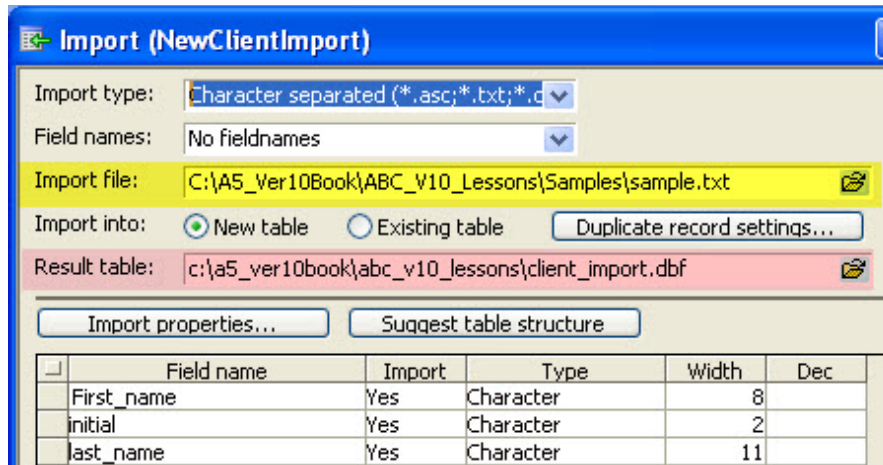 Import (NewClientImport)
Import type: Character separated (*.asc;*.txt;*.c
Field names: No fieldnames
Import file: C:\A5_Ver10Book\ABC_V10_Lessons\Samples\sample.txt
Import into: New table Existing table Duplicate record settings...
Result table: c:\a5_ver10book\abc_v10_lessons\client_import.dbf
Import properties... Suggest table structure
Field name Import Type Width Dec
First_name Yes Character 8
initial Yes Character 2
last_name Yes Character 11